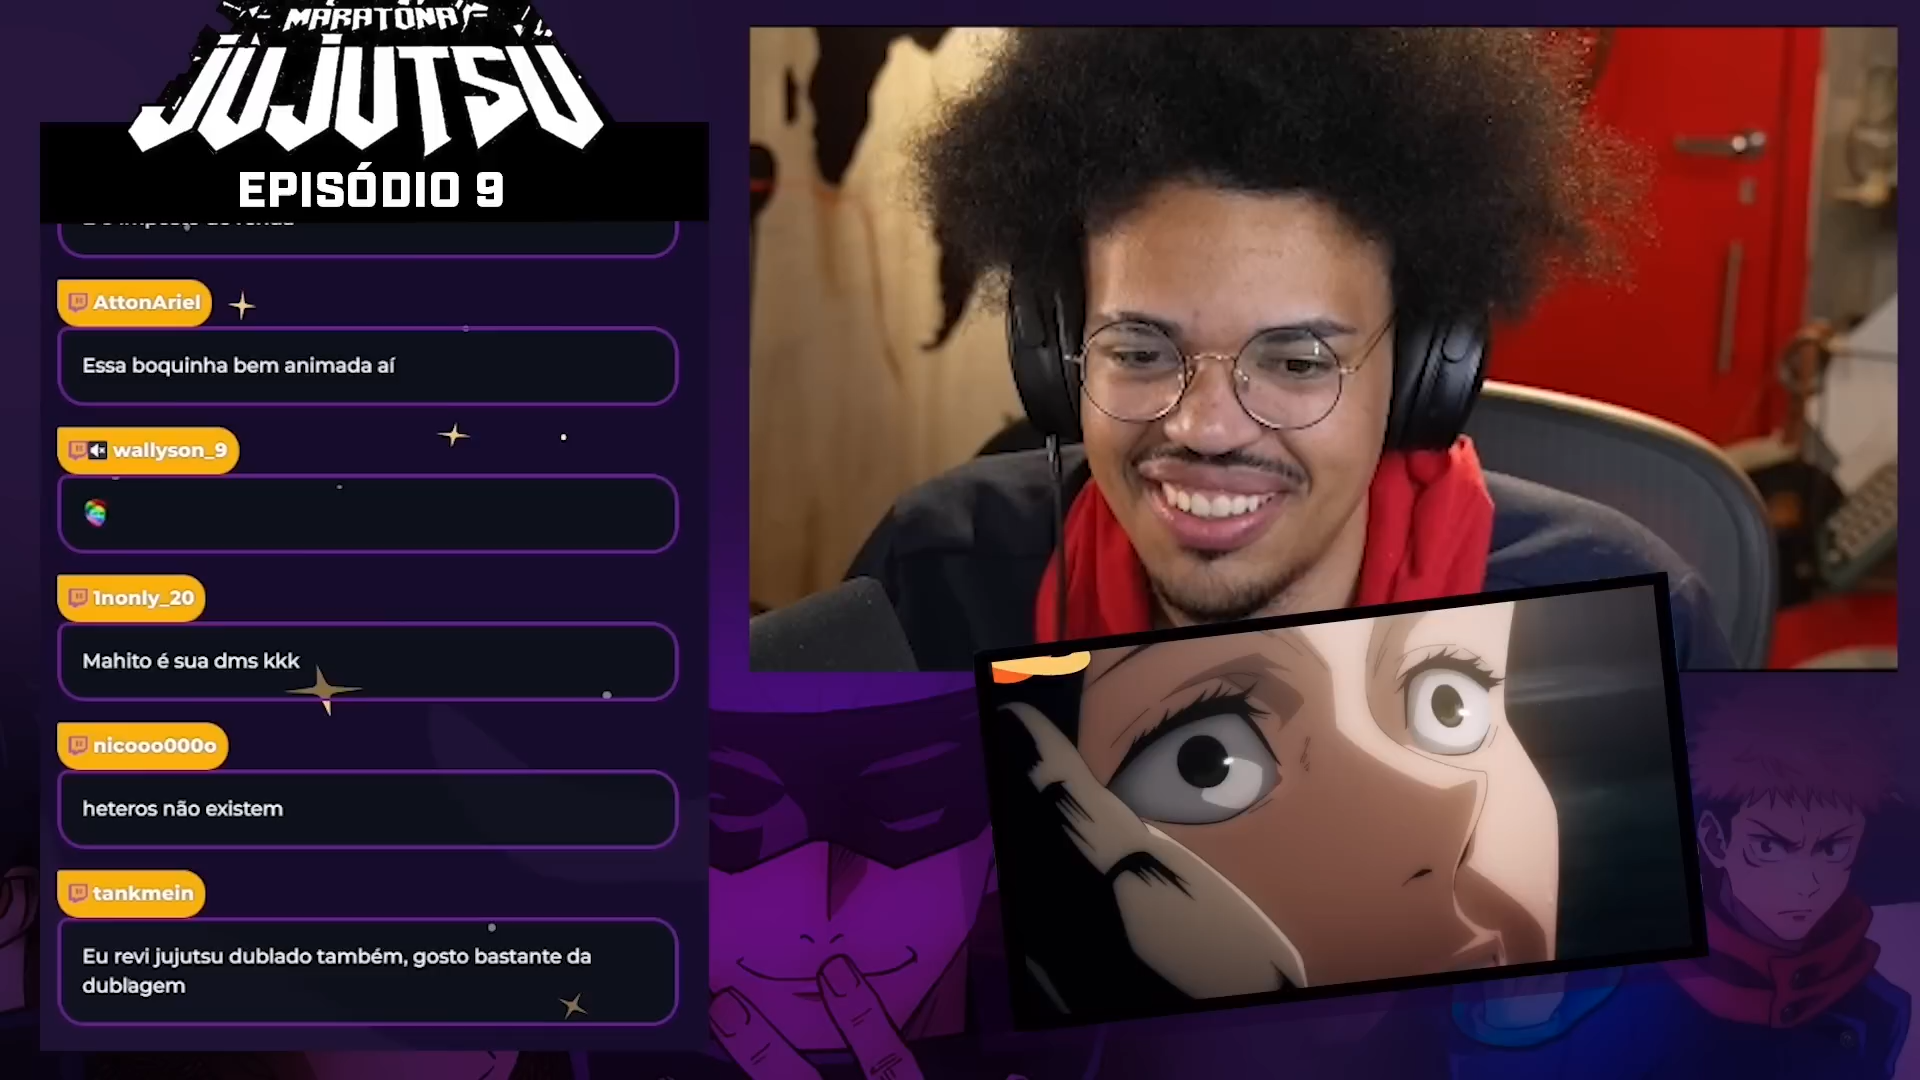 MARATONA
JUJUTSU
EPISÓDIO 9
AttonAriel
Essa boquinha bem animada aí
wallyson_9
1nonly_20
Mahito é sua dms kkk
nicooo000o
heteros não existem
tankmein
Eu revi jujutsu dublado também, gosto bastante da
dublagem